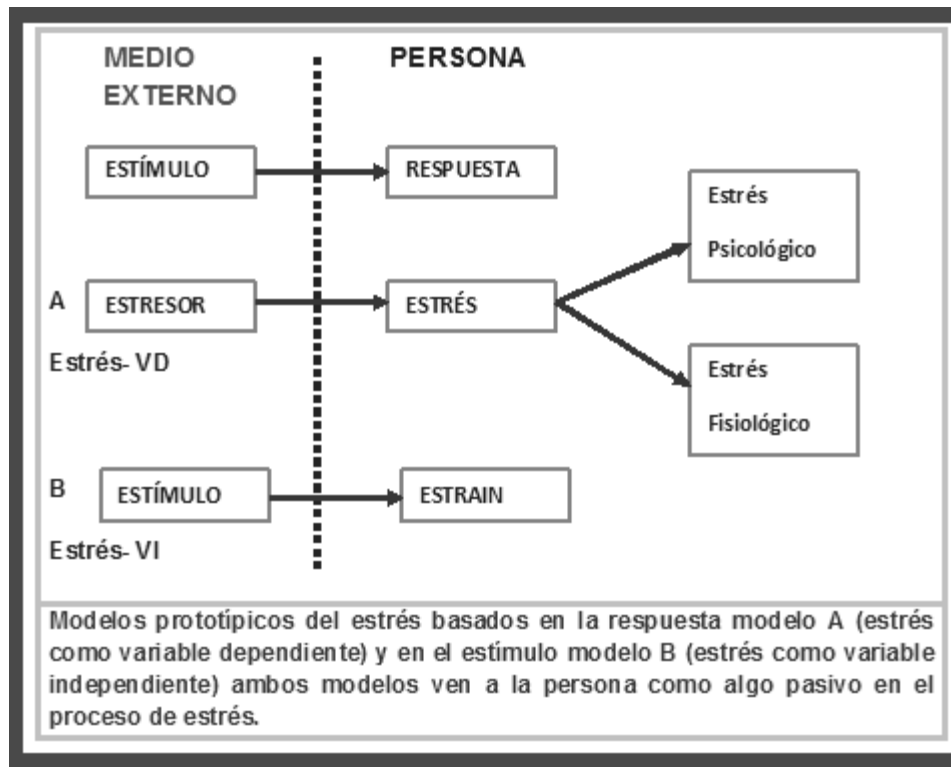 MEDIO
EXTERNO
PERSONA
ESTÍMULO
RESPUESTA
Estrés
Psicológico
A
ESTRESOR
ESTRÉS
Estrés- VD
Estrés
Fisiológico
B
ESTÍMULO
ESTRAIN
Estrés- VI
Modelos prototípicos del estrés basados en la respuesta modelo A (estrés
como variable dependiente) y en el estímulo modelo B (estrés como variable
independiente) ambos modelos ven a la persona como algo pasivo en el
proceso de estrés.